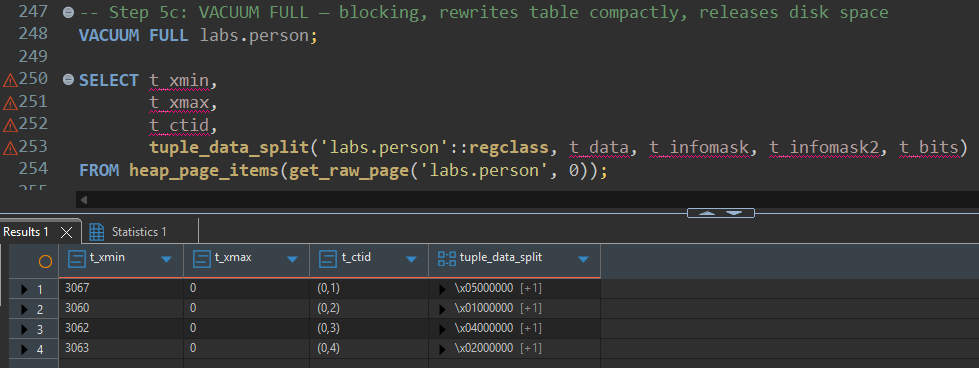 247 -- Step 5c: VACUUM FULL — blocking, rewrites table compactly, releases disk space
248 VACUUM FULL labs.person;
249
250 SELECT t_xmin,
251 t_xmax,
252 t_ctid,
253 tuple_data_split('labs.person'::regclass, t_data, t_infomask, t_infomask2, t_bits)
254 FROM heap_page_items(get_raw_page('labs.person', 0));
Results 1 Statistics 1
t_xmin t_xmax t_ctid tuple_data_split
1 3067 0 (0,1) \x05000000 [+1]
2 3060 0 (0,2) \x01000000 [+1]
3 3062 0 (0,3) \x04000000 [+1]
4 3063 0 (0,4) \x02000000 [+1]